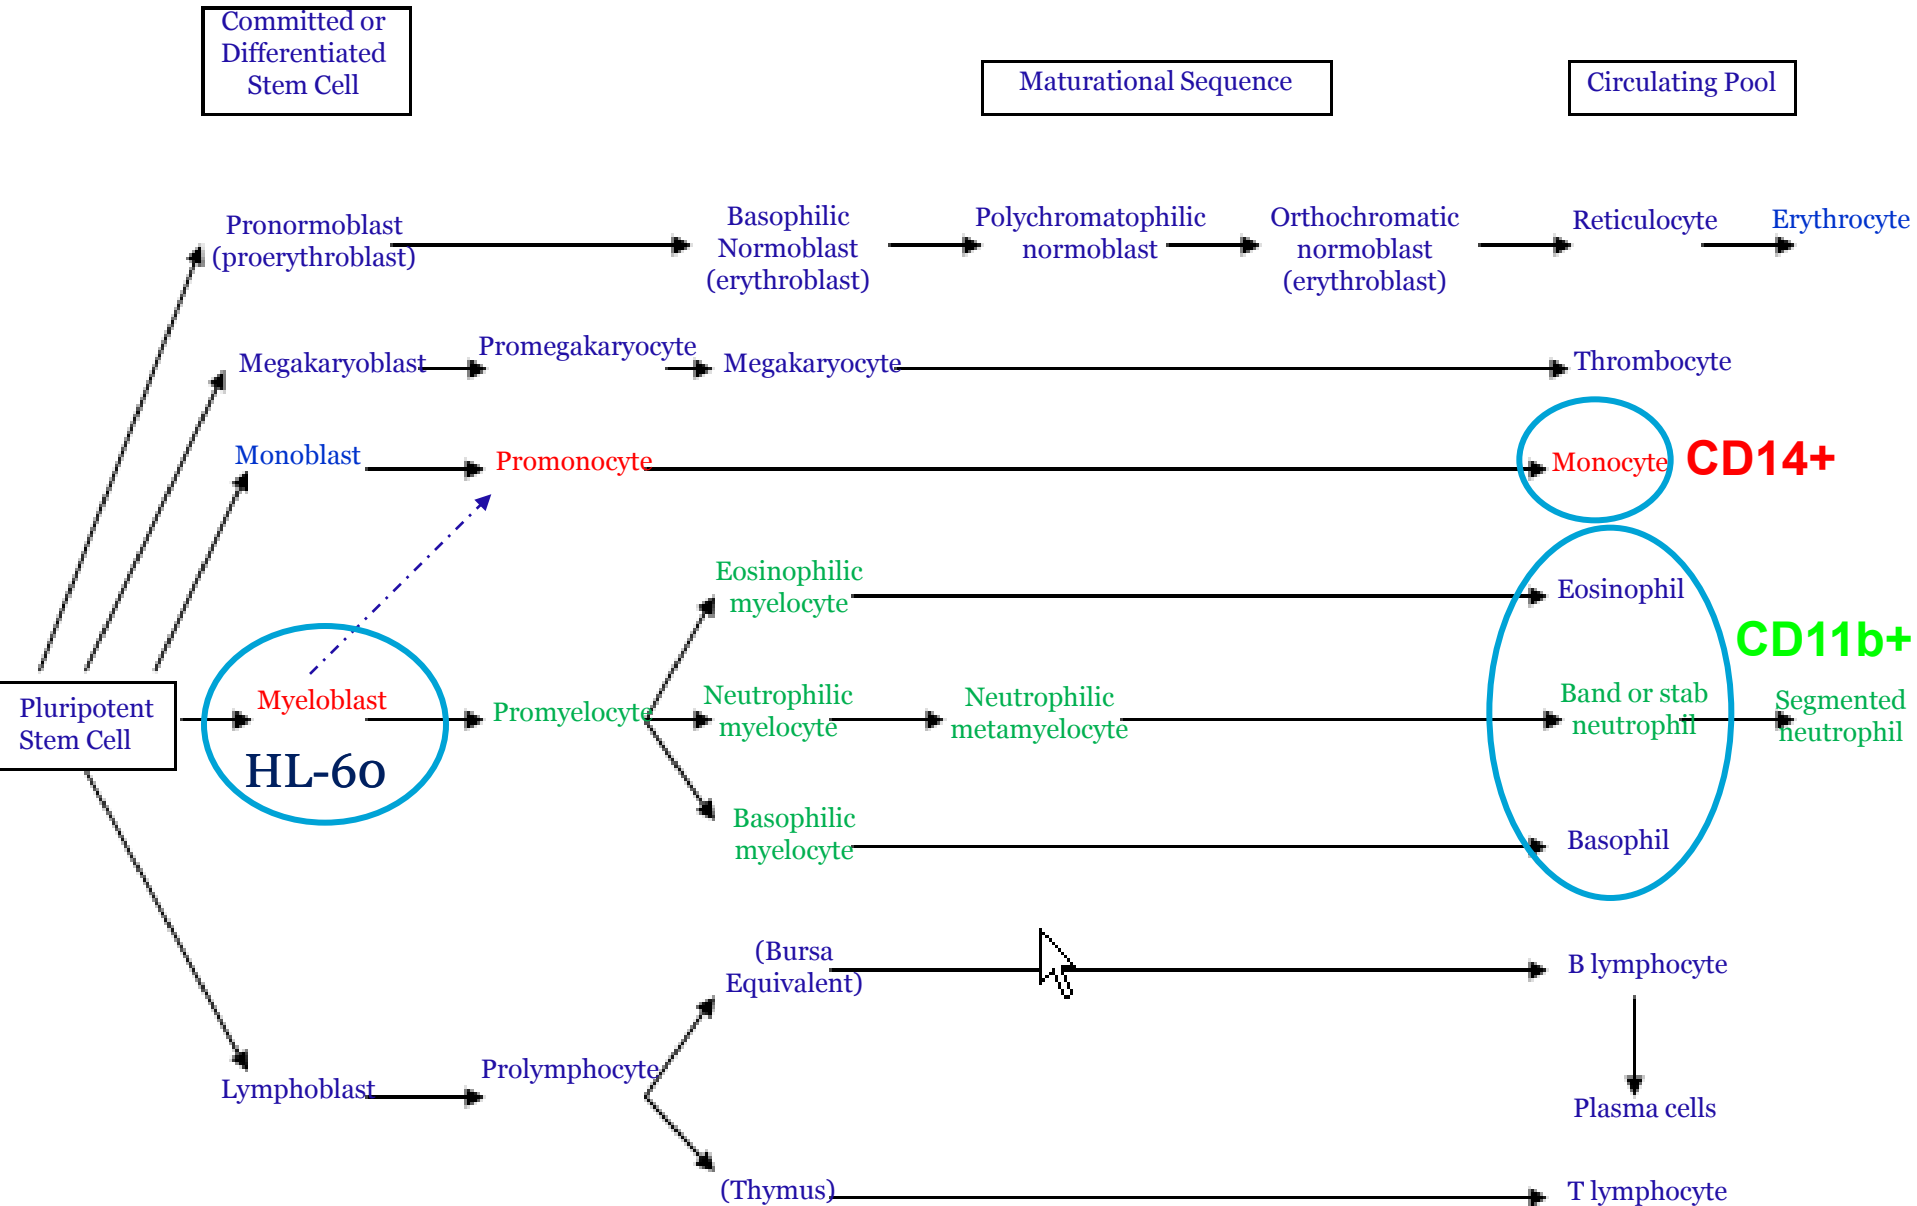 Committed or
Differentiated
Stem Cell
Maturational Sequence
Circulating Pool
Pronormoblast
(proerythroblast)
Basophilic
Normoblast
(erythroblast)
Polychromatophilic
normoblast
Orthochromatic
normoblast
(erythroblast)
Reticulocyte
Erythrocyte
Megakaryoblast
Promegakaryocyte
Megakaryocyte
Thrombocyte
Monoblast
Promonocyte
Monocyte
CD14+
Eosinophilic
myelocyte
Eosinophil
CD11b+
Pluripotent
Stem Cell
Myeloblast
HL-60
Promyelocyte
Neutrophilic
myelocyte
Neutrophilic
metamyelocyte
Band or stab
neutrophil
Segmented
neutrophil
Basophilic
myelocyte
Basophil
(Bursa
Equivalent)
B lymphocyte
Lymphoblast
Prolymphocyte
Plasma cells
(Thymus)
T lymphocyte